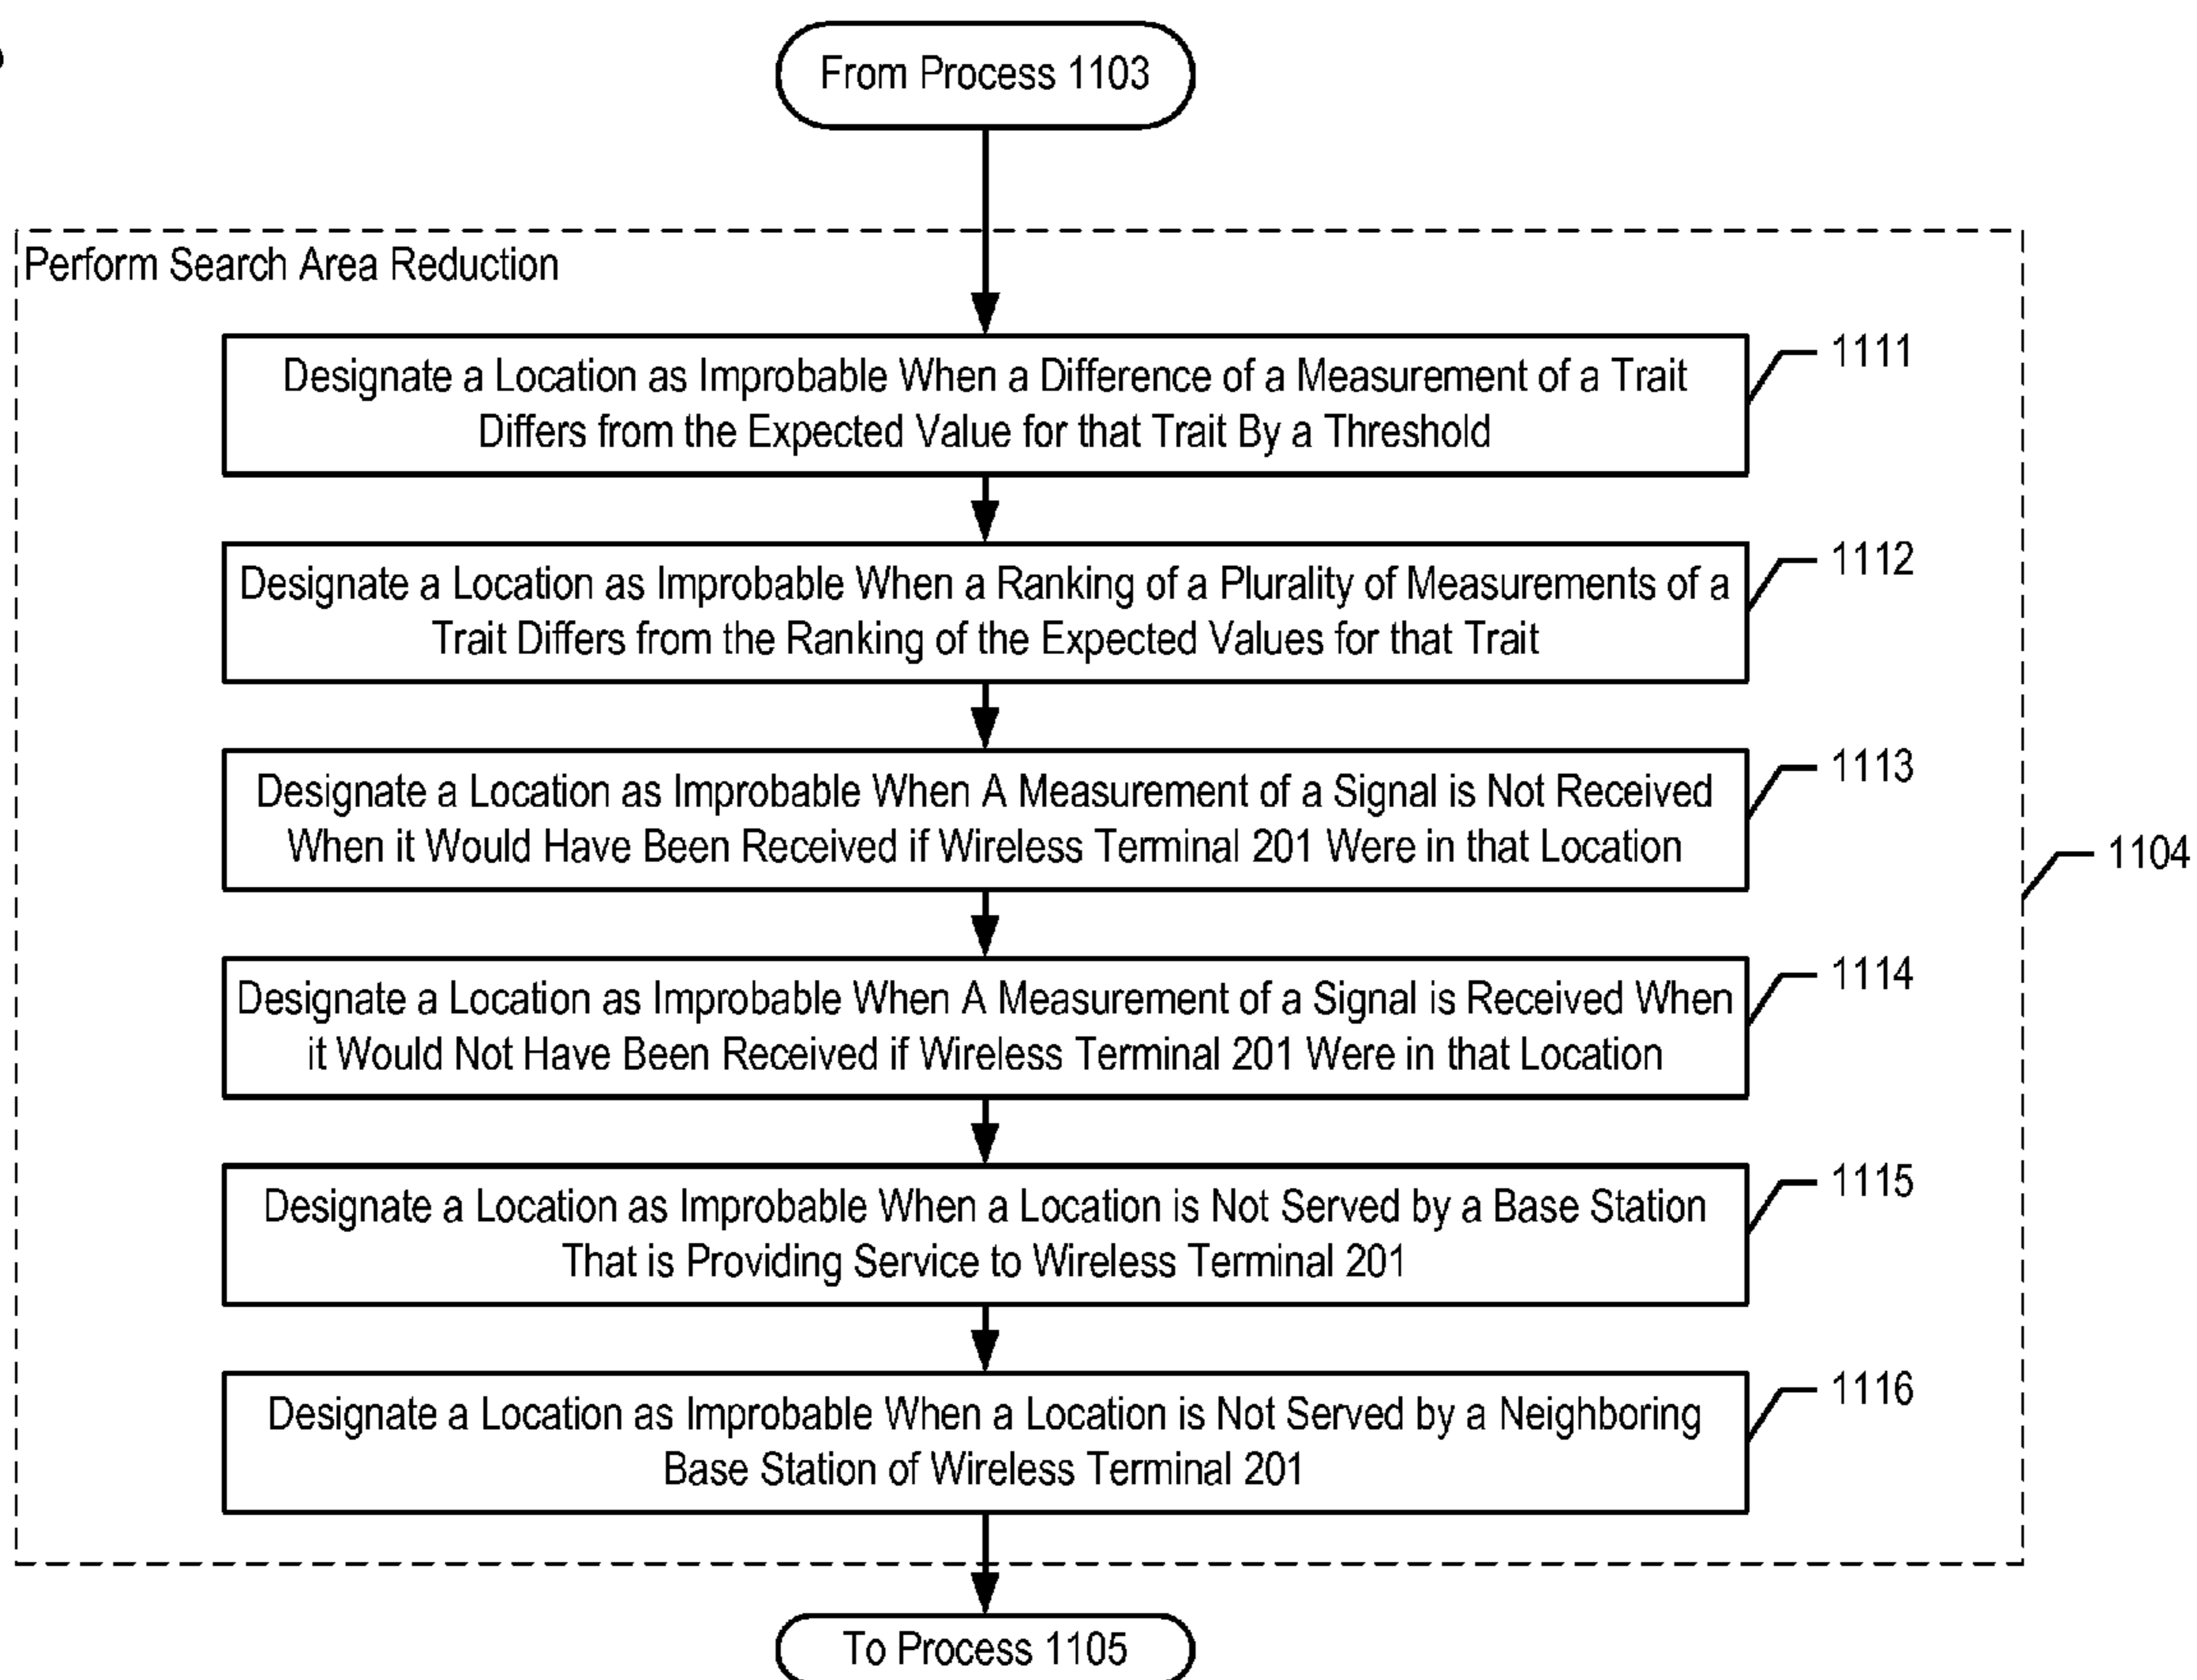 From Process 1103
Perform Search Area Reduction
Designate a Location as Improbable When a Difference of a Measurement of a Trait
Differs from the Expected Value for that Trait By a Threshold
1111
Designate a Location as Improbable When a Ranking of a Plurality of Measurements of a
Trait Differs from the Ranking of the Expected Values for that Trait
1112
Designate a Location as Improbable When A Measurement of a Signal is Not Received
When it Would Have Been Received if Wireless Terminal 201 Were in that Location
1113
1104
Designate a Location as Improbable When A Measurement of a Signal is Received When
it Would Not Have Been Received if Wireless Terminal 201 Were in that Location
1114
Designate a Location as Improbable When a Location is Not Served by a Base Station
That is Providing Service to Wireless Terminal 201
1115
Designate a Location as Improbable When a Location is Not Served by a Neighboring
Base Station of Wireless Terminal 201
1116
To Process 1105